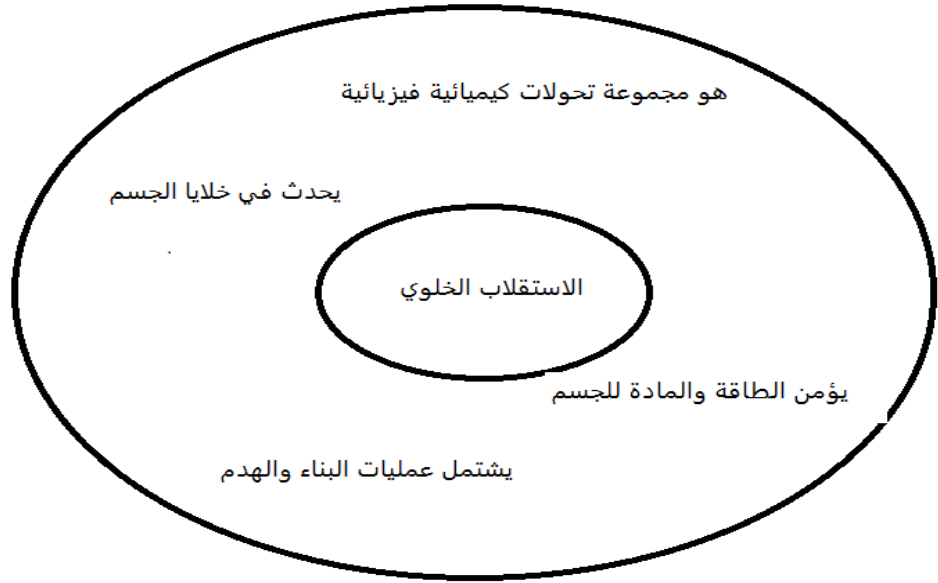 هو مجموعة تحولات كيميائية فيزيائية
يحدث في خلايا الجسم
الاستقلاب الخلوي
يؤمن الطاقة والمادة للجسم
يشتمل عمليات البناء والهدم